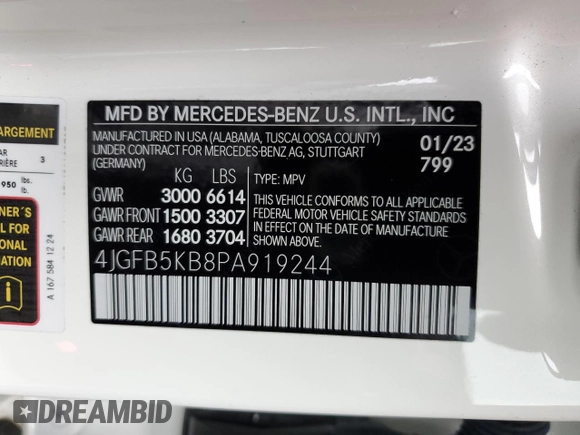 ARGEMENT
AR
IÈRE 3
950 lbs.
lb.
NER´S
n
onal
mation
A 167 584 12 24
MFD BY MERCEDES-BENZ U.S. INTL., INC
MANUFACTURED IN USA (ALABAMA, TUSCALOOSA COUNTY)
UNDER CONTRACT FOR MERCEDES-BENZ AG, STUTTGART
(GERMANY)
01/23
799
KG LBS
GVWR 3000 6614
GAWR FRONT 1500 3307
GAWR REAR 1680 3704
TYPE: MPV
THIS VEHICLE CONFORMS TO ALL APPLICABLE
FEDERAL MOTOR VEHICLE SAFETY STANDARDS
IN EFFECT ON THE DATE OF MANUFACTURE
SHOWN ABOVE.
4JGFB5KB8PA919244
DREAMBID